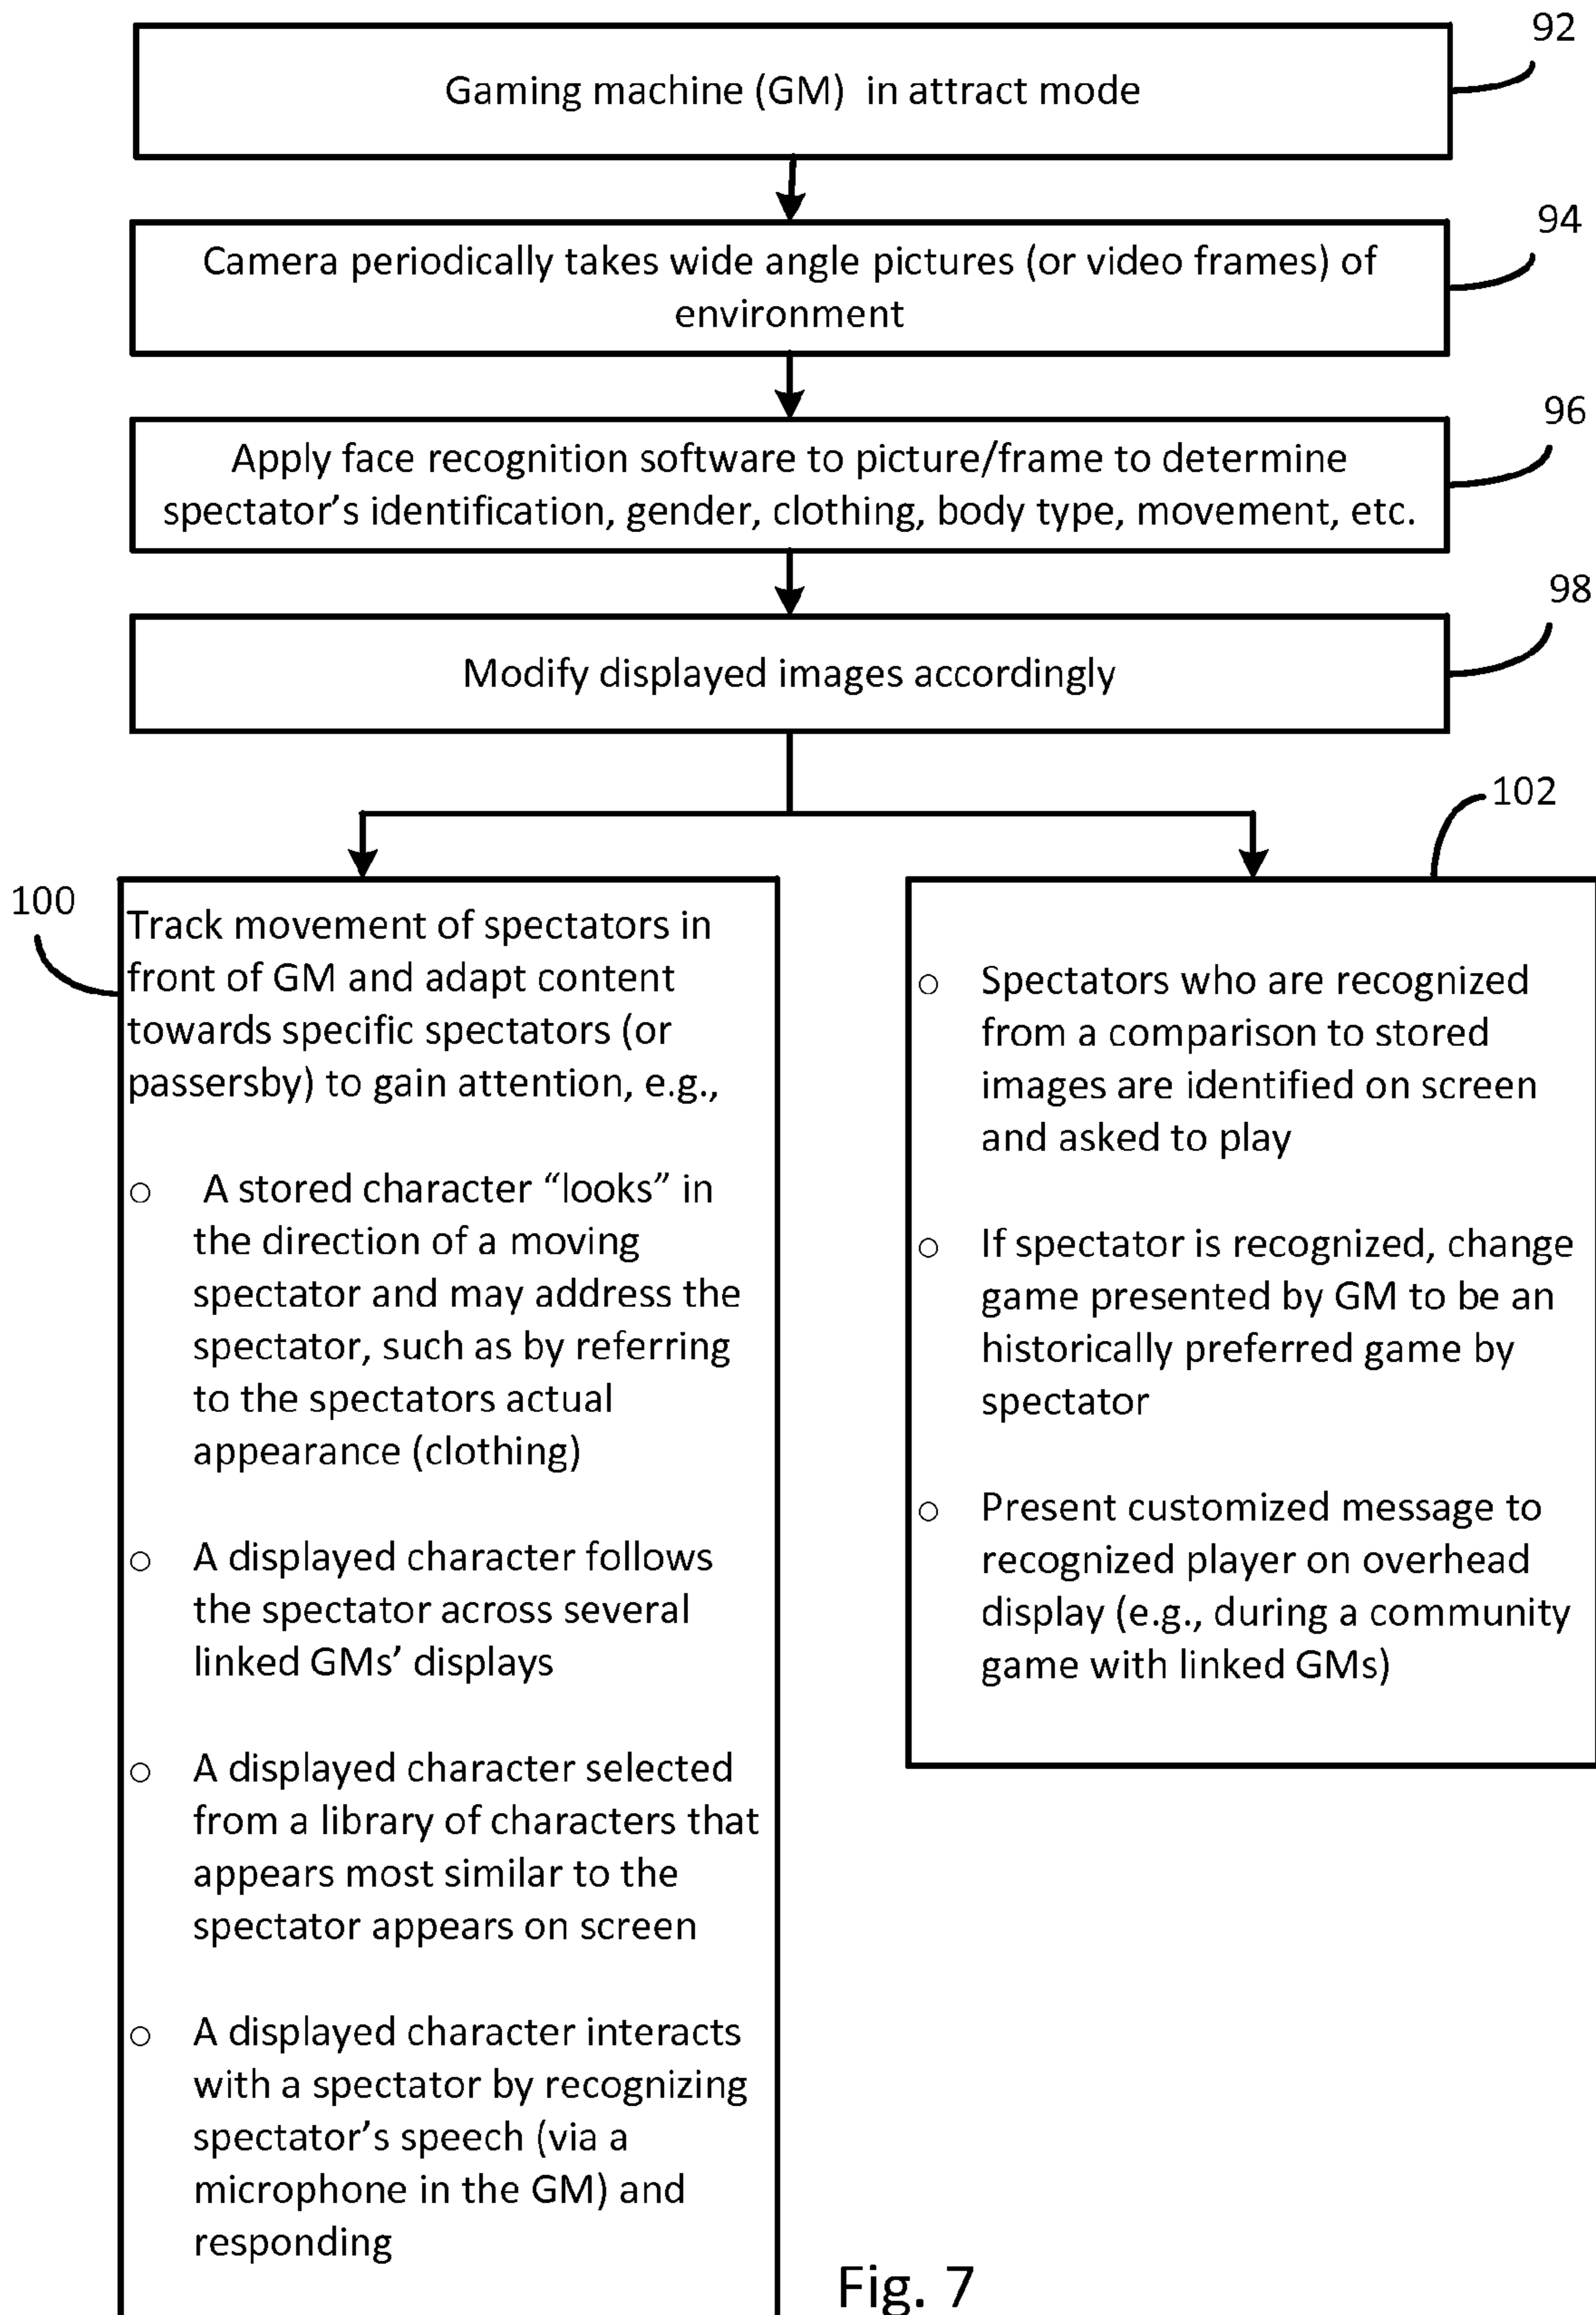 92
Gaming machine (GM) in attract mode
94
Camera periodically takes wide angle pictures (or video frames) of
environment
96
Apply face recognition software to picture/frame to determine
spectator's identification, gender, clothing, body type, movement, etc.
98
Modify displayed images accordingly
100
Track movement of spectators in
front of GM and adapt content
towards specific spectators (or
passersby) to gain attention, e.g.,
○ A stored character “looks” in
the direction of a moving
spectator and may address the
spectator, such as by referring
to the spectators actual
appearance (clothing)
○ A displayed character follows
the spectator across several
linked GMs’ displays
○ A displayed character selected
from a library of characters that
appears most similar to the
spectator appears on screen
○ A displayed character interacts
with a spectator by recognizing
spectator’s speech (via a
microphone in the GM) and
responding
102
○ Spectators who are recognized
from a comparison to stored
images are identified on screen
and asked to play
○ If spectator is recognized, change
game presented by GM to be an
historically preferred game by
spectator
○ Present customized message to
recognized player on overhead
display (e.g., during a community
game with linked GMs)
Fig. 7